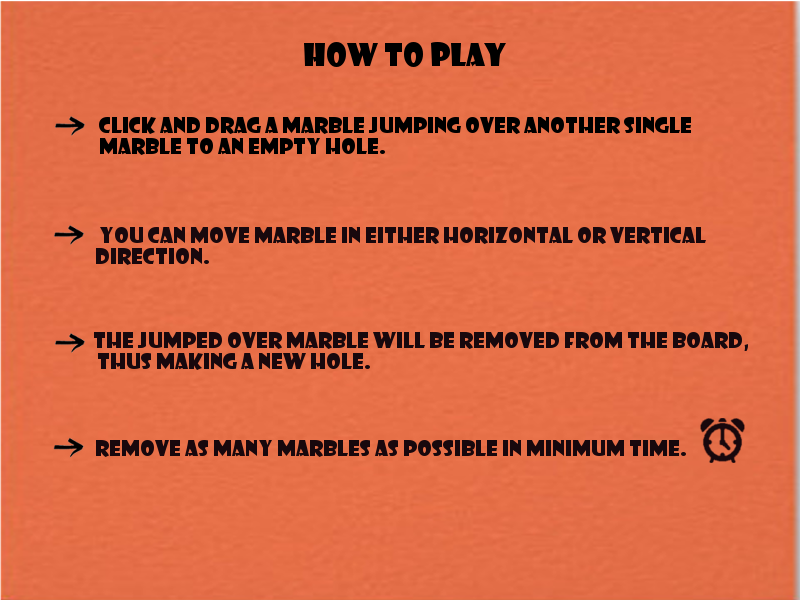 HOW TO PLAY
CLICK AND DRAG A MARBLE JUMPING OVER ANOTHER SINGLE
MARBLE TO AN EMPTY HOLE.
YOU CAN MOVE MARBLE IN EITHER HORIZONTAL OR VERTICAL
DIRECTION.
THE JUMPED OVER MARBLE WILL BE REMOVED FROM THE BOARD,
THUS MAKING A NEW HOLE.
REMOVE AS MANY MARBLES AS POSSIBLE IN MINIMUM TIME.